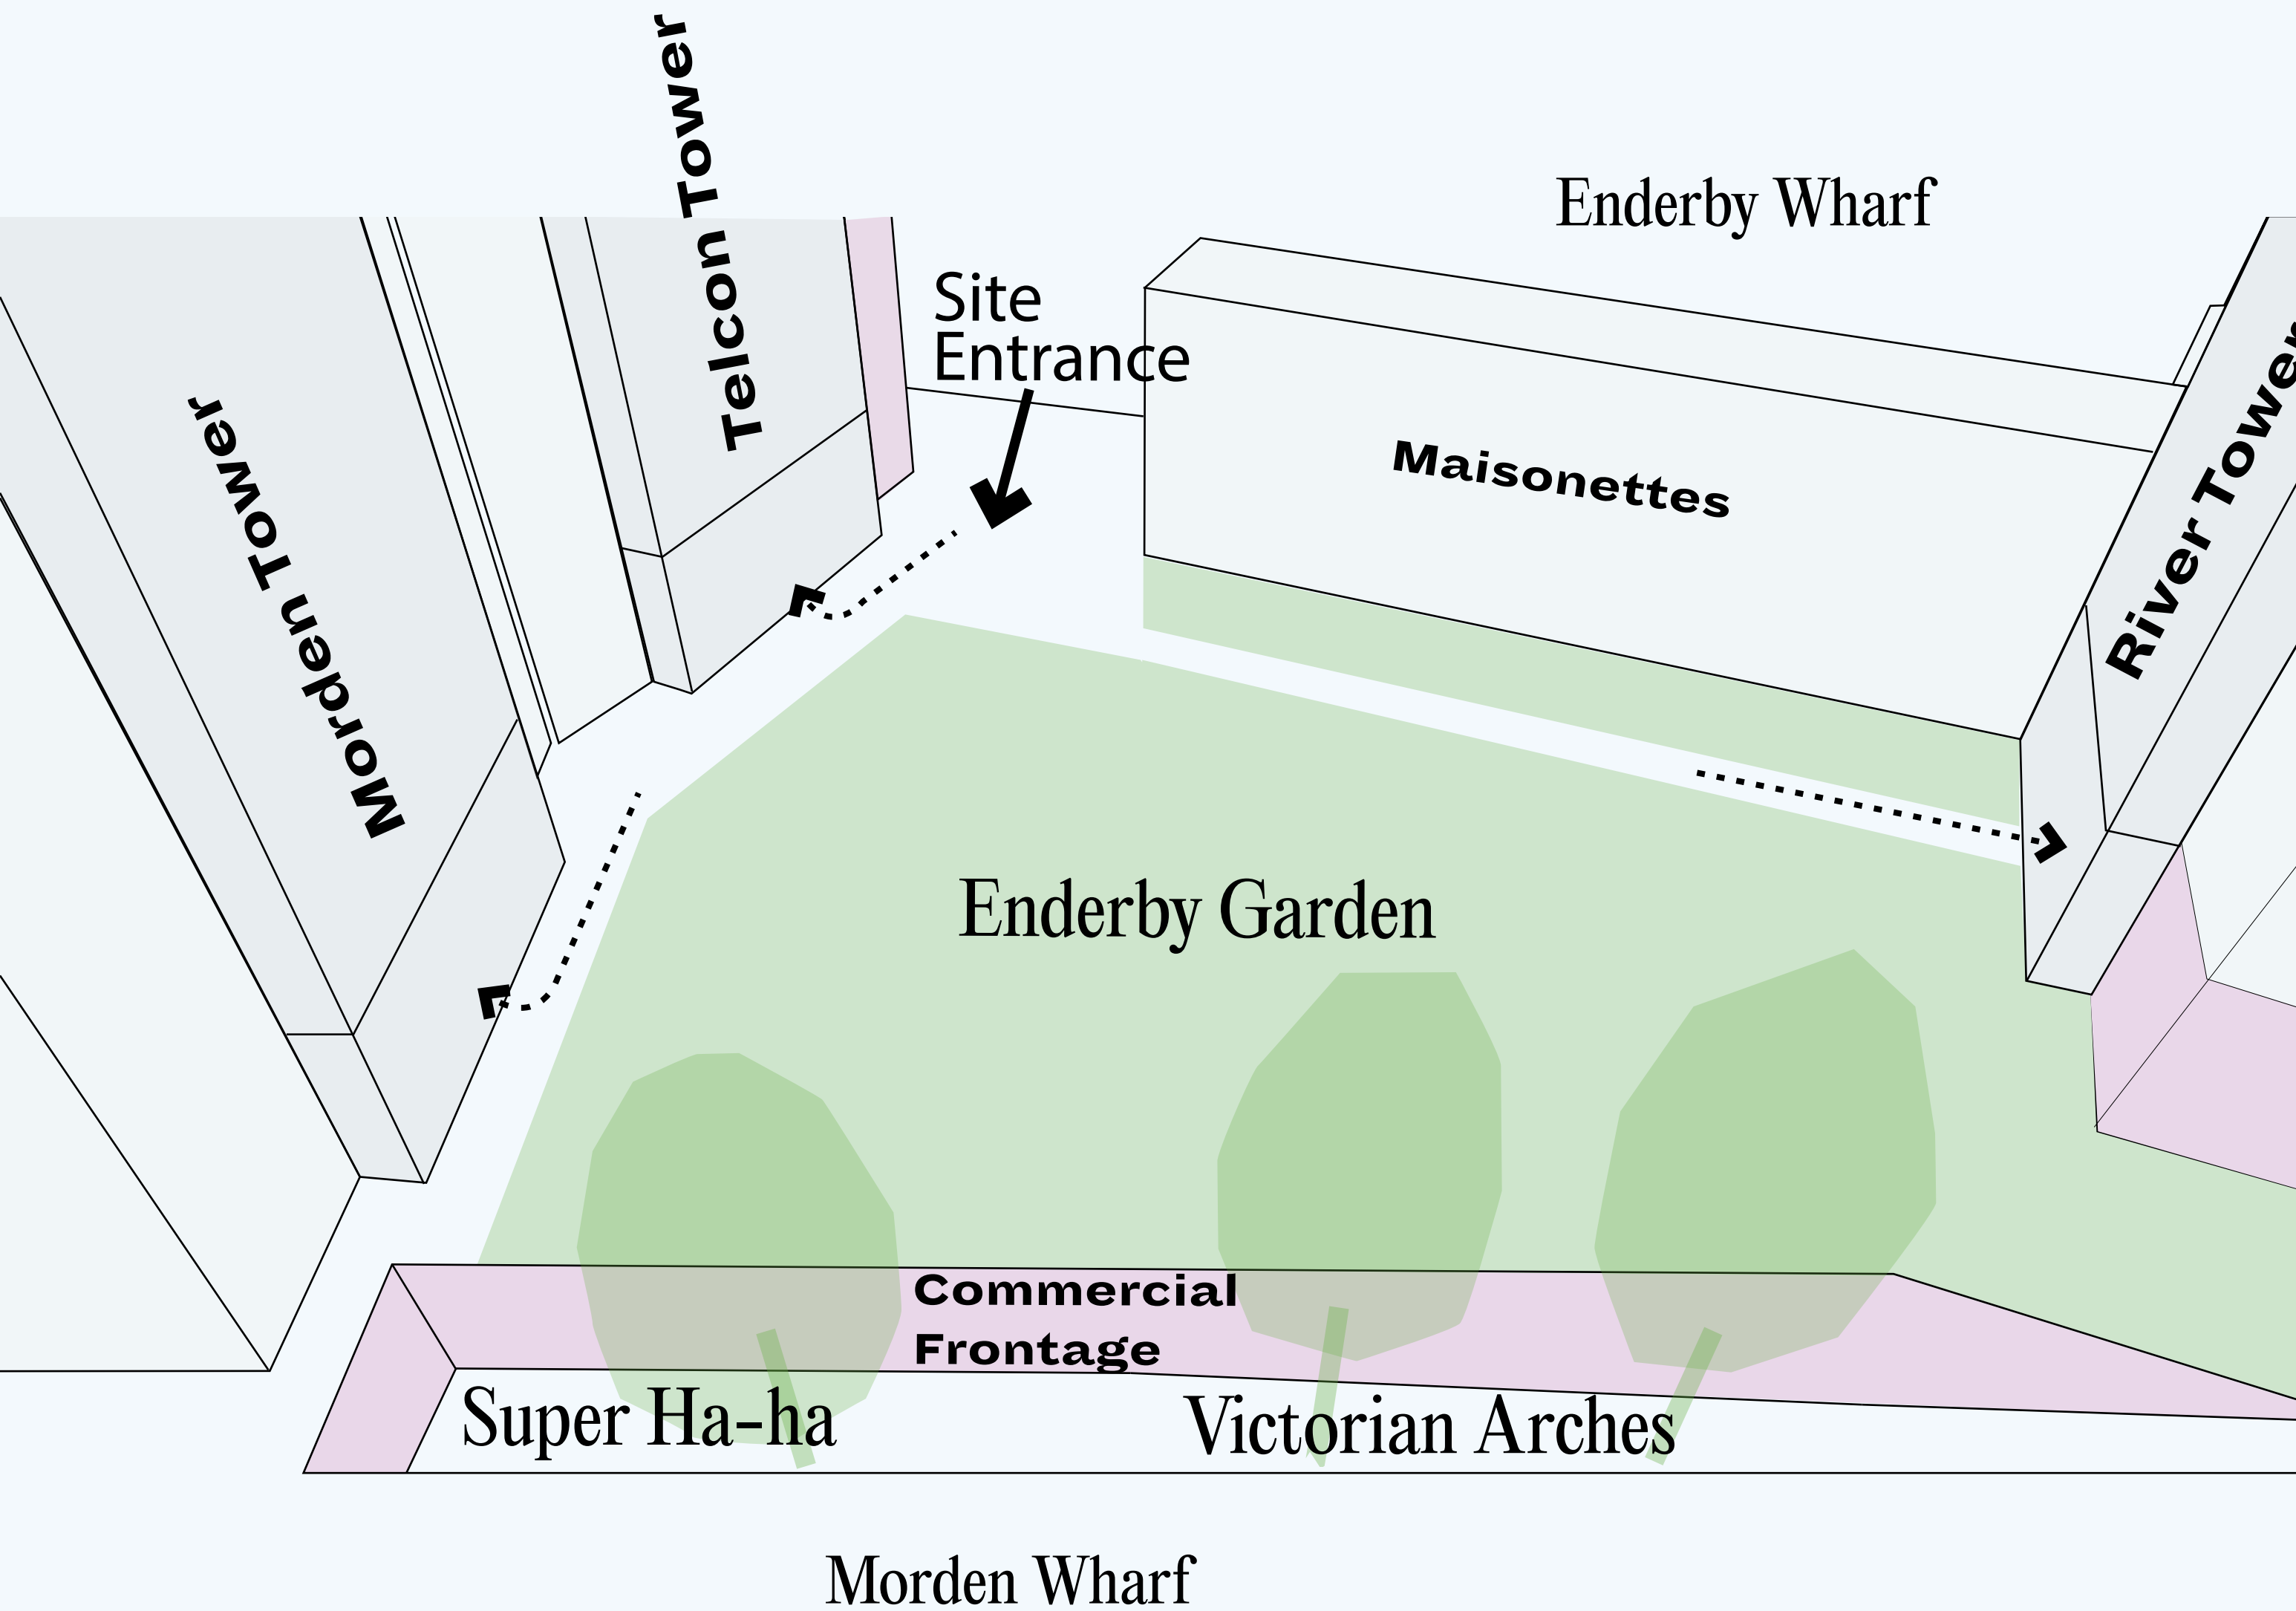 Telcon Tower
Enderby Wharf
Site
Entrance
Maisonettes
River Tower
Morden Tower
Enderby Garden
Commercial
Frontage
Super Ha-ha
Victorian Arches
Morden Wharf